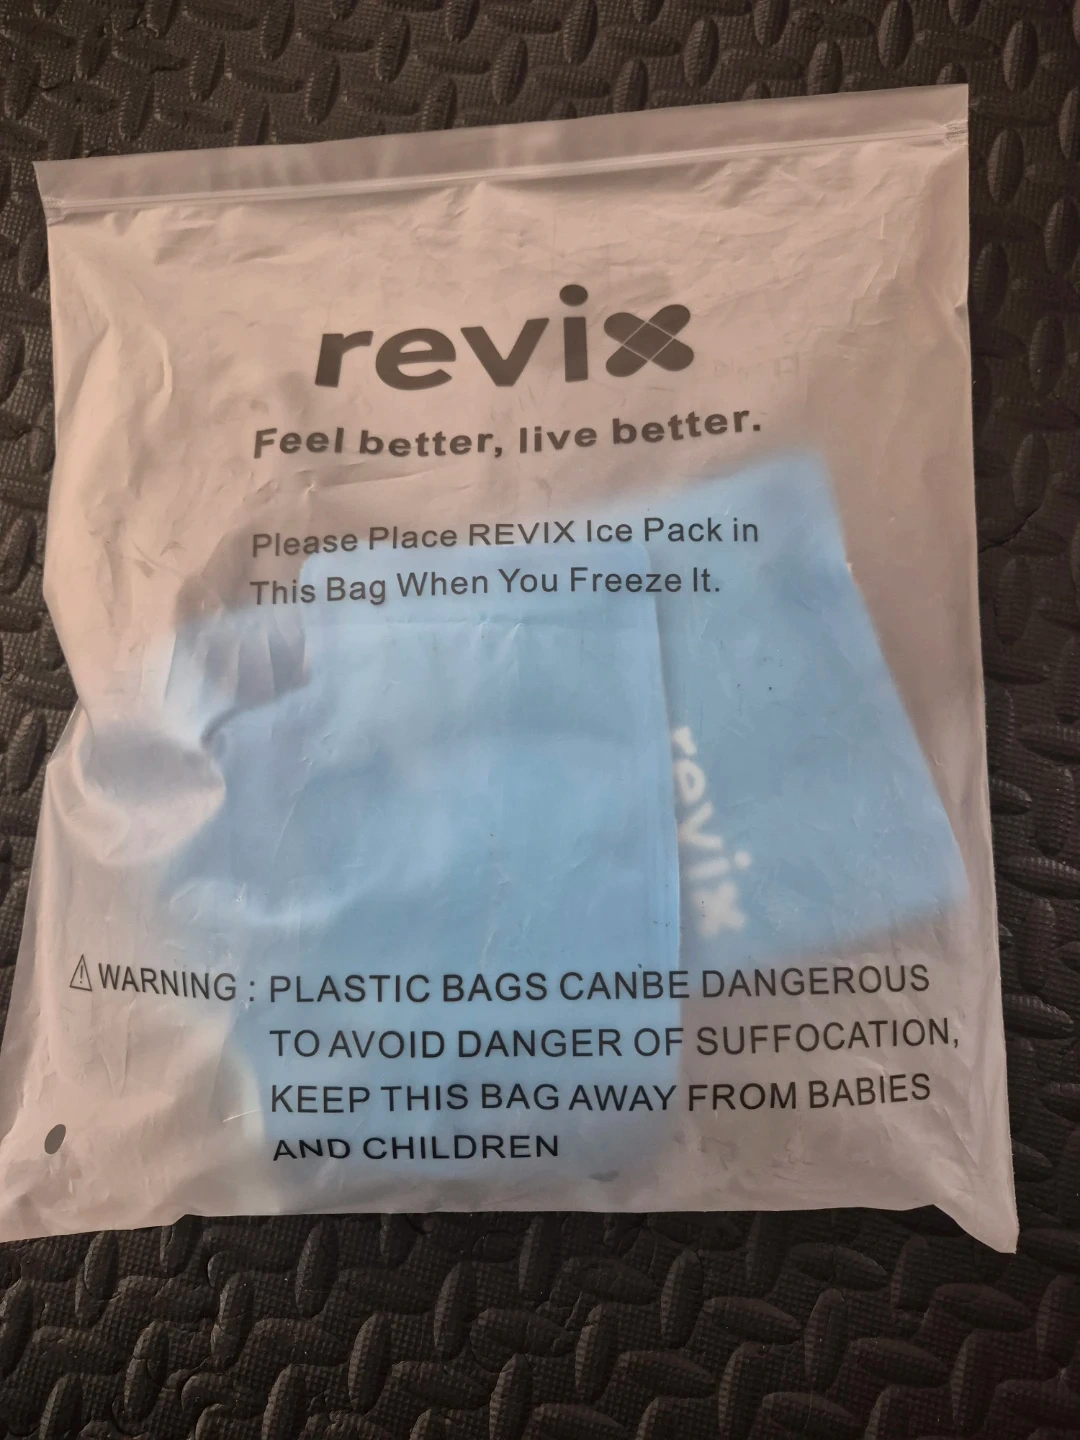 revix
Feel better, live better.
Please Place REVIX Ice Pack in
This Bag When You Freeze It.
revix
WARNING : PLASTIC BAGS CANBE DANGEROUS
TO AVOID DANGER OF SUFFOCATION,
KEEP THIS BAG AWAY FROM BABIES
AND CHILDREN